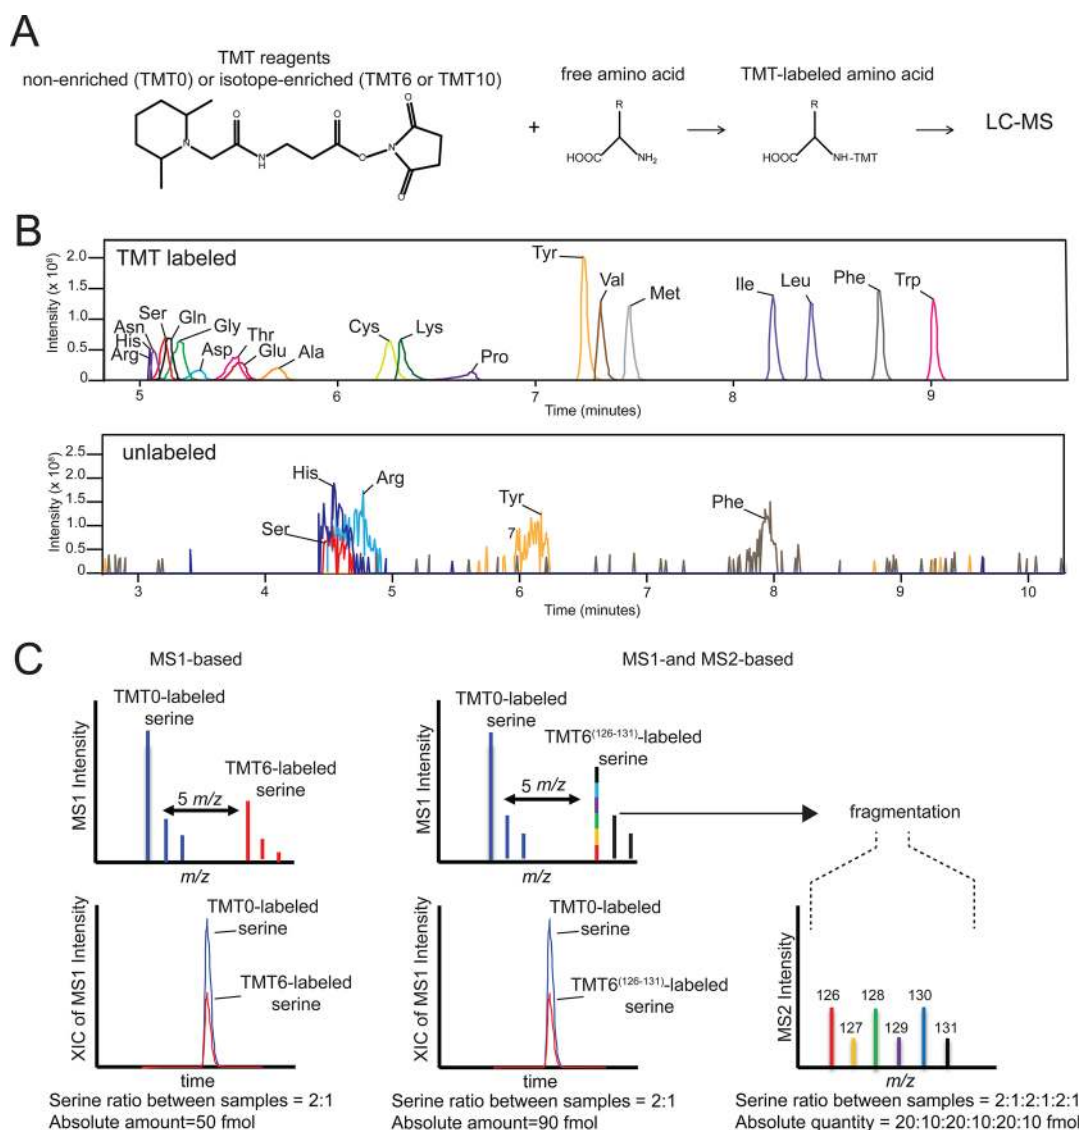 A
TMT reagents
non-enriched (TMT0) or isotope-enriched (TMT6 or TMT10)
free amino acid
TMT-labeled amino acid
N
O
N
H
O
O
N
O
O
+
R
HOOC
NH2
R
HOOC
NH-TMT
LC-MS
B
TMT labeled
Intensity (x 10⁸)
2.0
1.5
1.0
0.5
0
Arg
His
Asn
Ser
Gln
Gly
Asp
Thr
Glu
Ala
Cys
Lys
Pro
Tyr
Val
Met
Ile
Leu
Phe
Trp
5 6 7 8 9
Time (minutes)
unlabeled
Intensity (x 10⁶)
2.5
2.0
1.5
1.0
0.5
0
Ser
His
Arg
Tyr
7
Phe
3 4 5 6 7 8 9 10
Time (minutes)
C
MS1-based
MS1-and MS2-based
TMT0-labeled
serine
TMT6-labeled
serine
5 m/z
MS1 Intensity
m/z
TMT0-labeled
serine
TMT6(126-131)-labeled
serine
5 m/z
MS1 Intensity
m/z
fragmentation
TMT0-labeled
serine
TMT6-labeled
serine
XIC of MS1 Intensity
time
Serine ratio between samples = 2:1
Absolute amount=50 fmol
TMT0-labeled
serine
TMT6(126-131)-labeled
serine
XIC of MS1 Intensity
time
Serine ratio between samples = 2:1
Absolute amount=90 fmol
126
127
128
129
130
131
MS2 Intensity
m/z
Serine ratio between samples = 2:1:2:1:2:1
Absolute quantity = 20:10:20:10:20:10 fmol